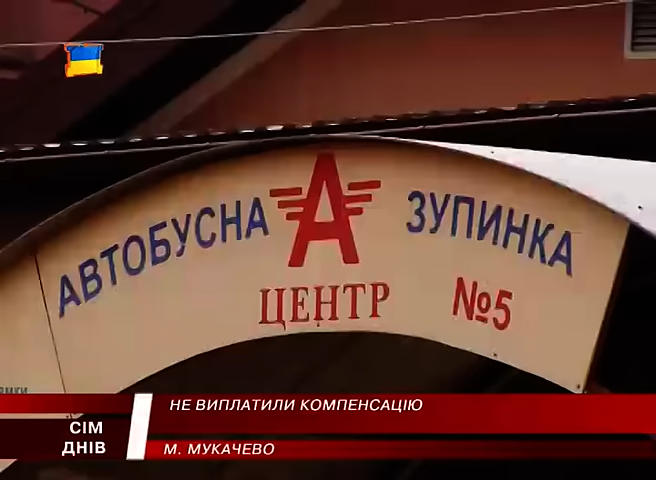 АВТОБУСНА А ЗУПИНКА
ЦЕНТР №5
НЕ ВИПЛАТИЛИ КОМПЕНСАЦІЮ
СІМ ДНІВ
М. МУКАЧЕВО